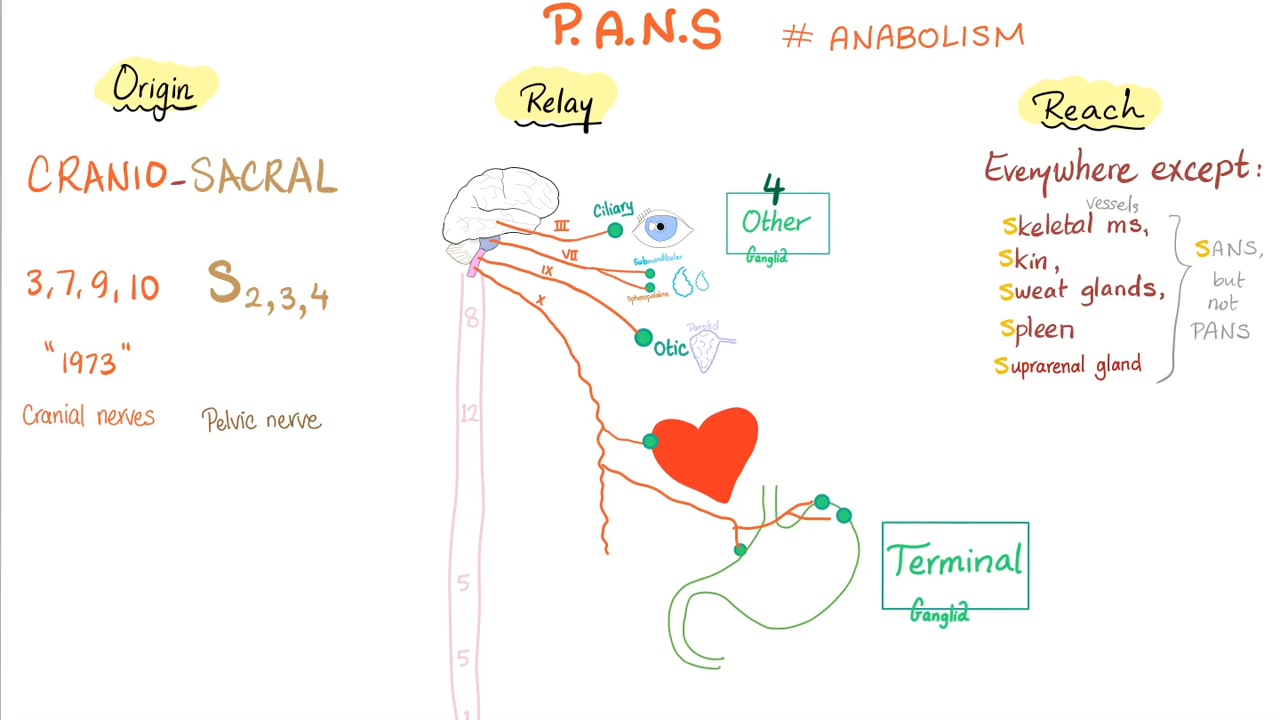 P.A.N.S # ANABOLISM
Origin
CRANIO-SACRAL
3,7,9,10 S2,3,4
"1973"
Cranial nerves Pelvic nerve
Relay
III
VII
IX
X
Ciliary
Submandibular
Sphenopalatine
Otic
Parotid
4
Other
Ganglia
8
12
5
5
1
Terminal
Ganglia
Reach
Everywhere except:
vessels
Skeletal ms,
Skin,
Sweat glands,
Spleen
Suprarenal gland
SANS,
but
not
PANS